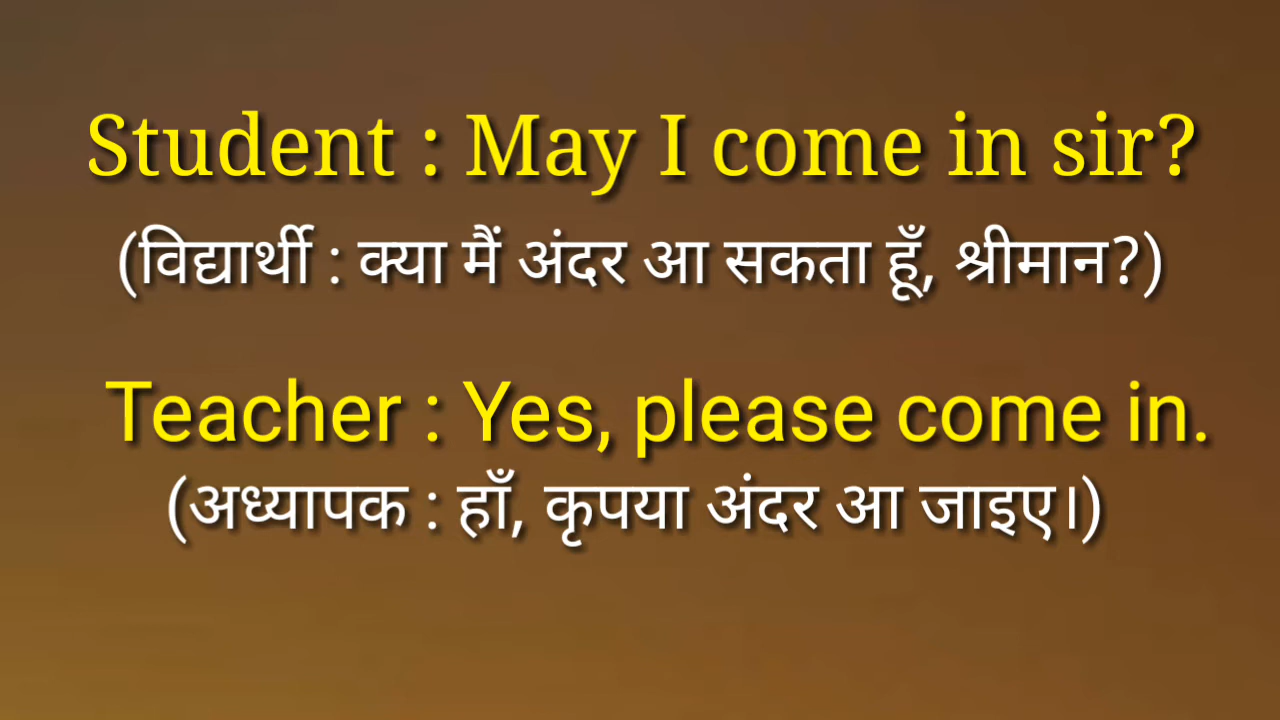 Student : May I come in sir?
(विद्यार्थी : क्या मैं अंदर आ सकता हूँ, श्रीमान?)
Teacher : Yes, please come in.
(अध्यापक : हाँ, कृपया अंदर आ जाइए।)